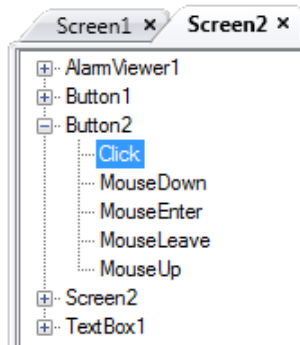 Screen1 × Screen2 ×
AlarmViewer1
Button1
Button2
Click
MouseDown
MouseEnter
MouseLeave
MouseUp
Screen2
TextBox1